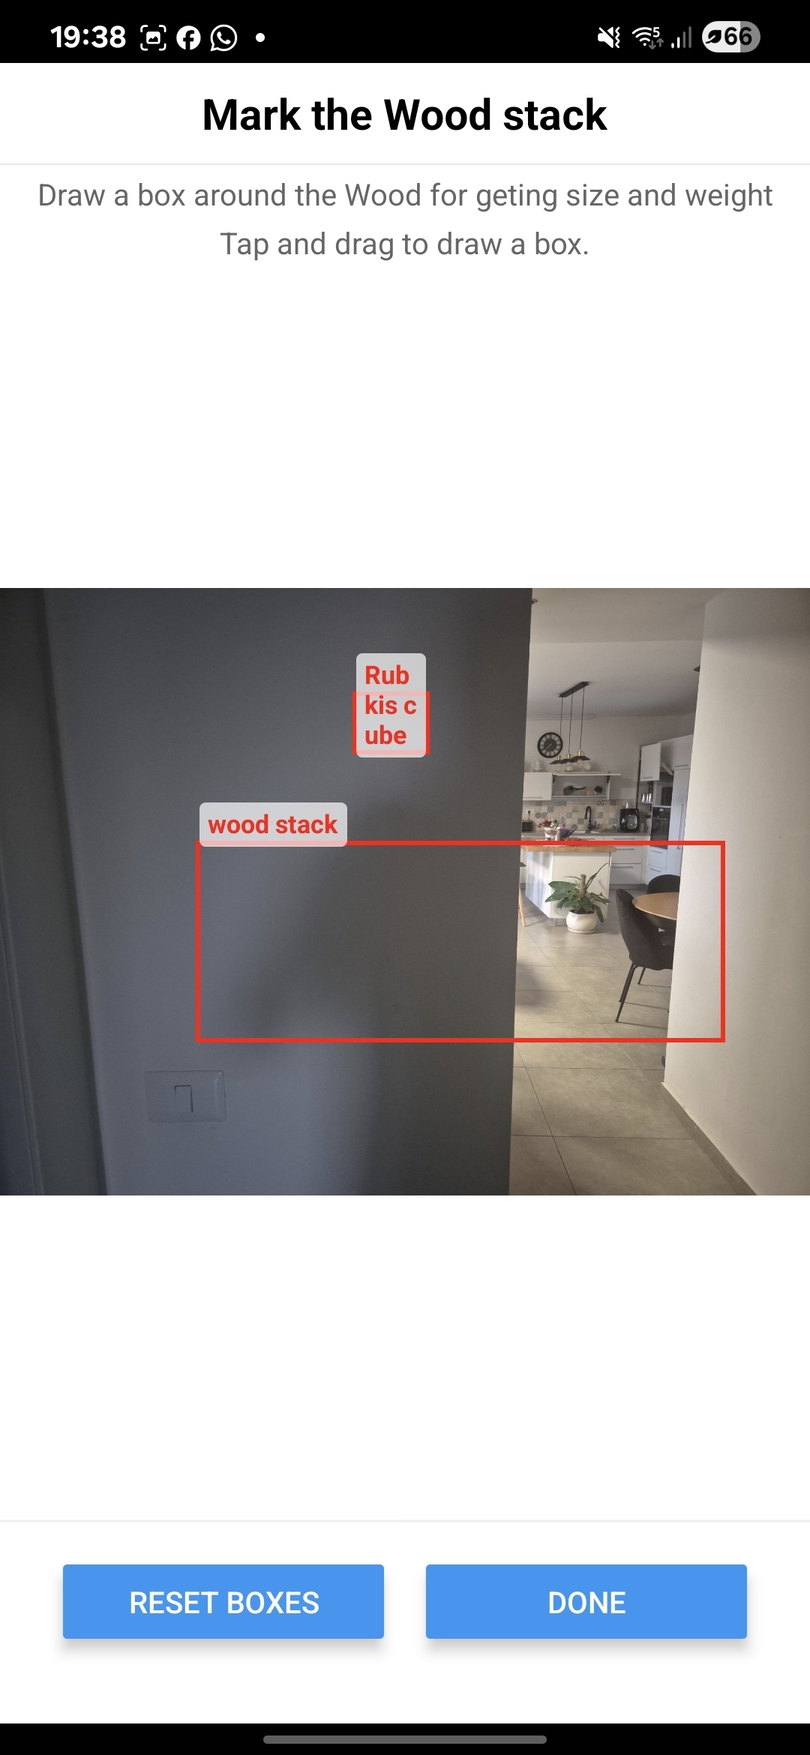 19:38
5
66
Mark the Wood stack
Draw a box around the Wood for geting size and weight
Tap and drag to draw a box.
Rub
kis c
ube
wood stack
RESET BOXES
DONE